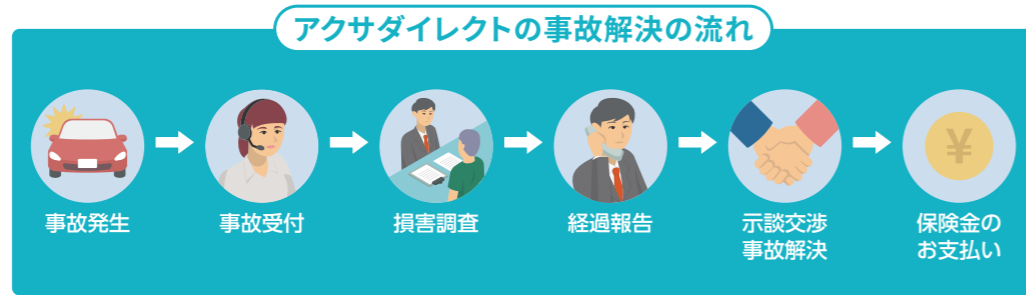 アクサダイレクトの事故解決の流れ
事故発生
事故受付
損害調査
経過報告
示談交渉
事故解決
¥
保険金の
お支払い